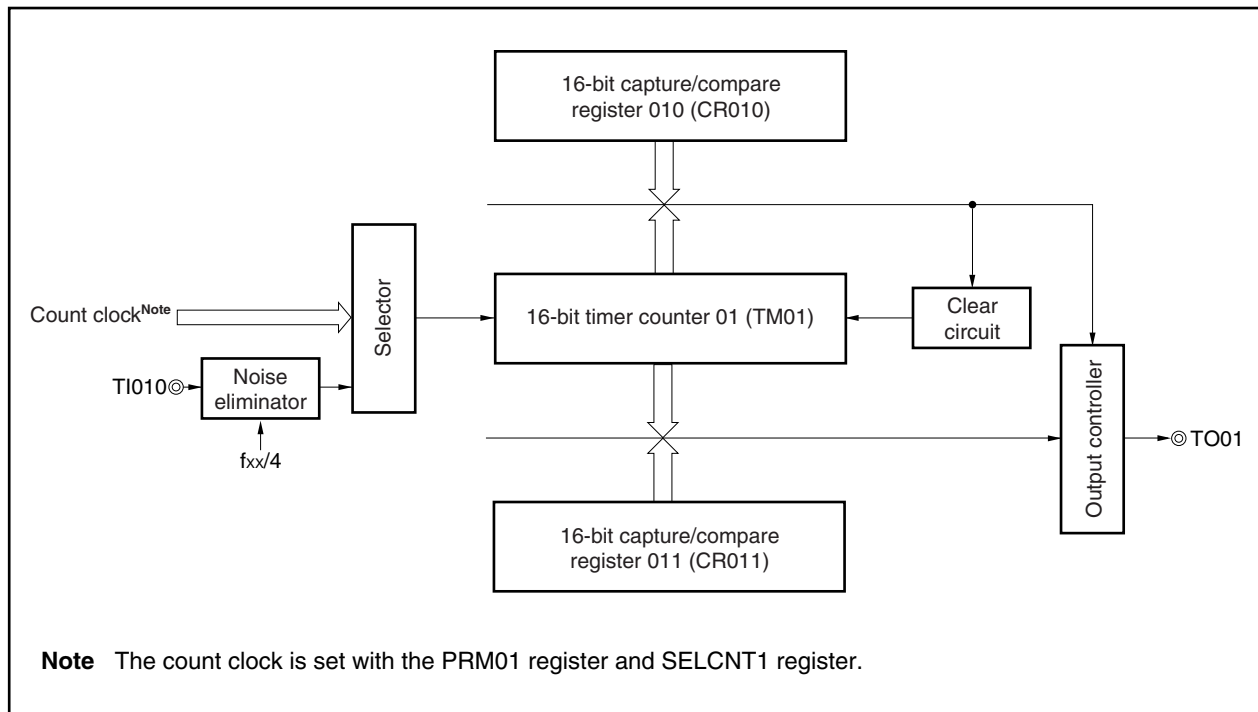 16-bit capture/compare
register 010 (CR010)
Count clock^Note
Selector
16-bit timer counter 01 (TM01)
Clear
circuit
TI010
Noise
eliminator
fxx/4
Output controller
TO01
16-bit capture/compare
register 011 (CR011)
Note The count clock is set with the PRM01 register and SELCNT1 register.